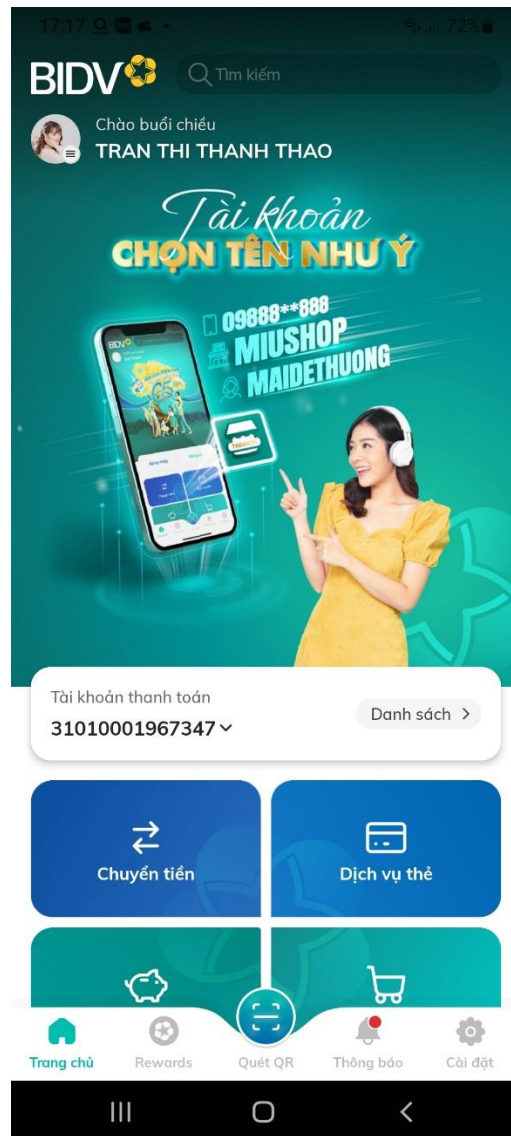 17:17
72%
BIDV
Tìm kiếm
Chào buổi chiều
TRAN THI THANH THAO
Tài khoản
CHỌN TÊN NHƯ Ý
09888**888
MIUSHOP
MAIDETHUONG
BIDV
Tài khoản thanh toán
31010001967347
Danh sách
Chuyển tiền
Dịch vụ thẻ
Trang chủ
Rewards
Quét QR
Thông báo
Cài đặt